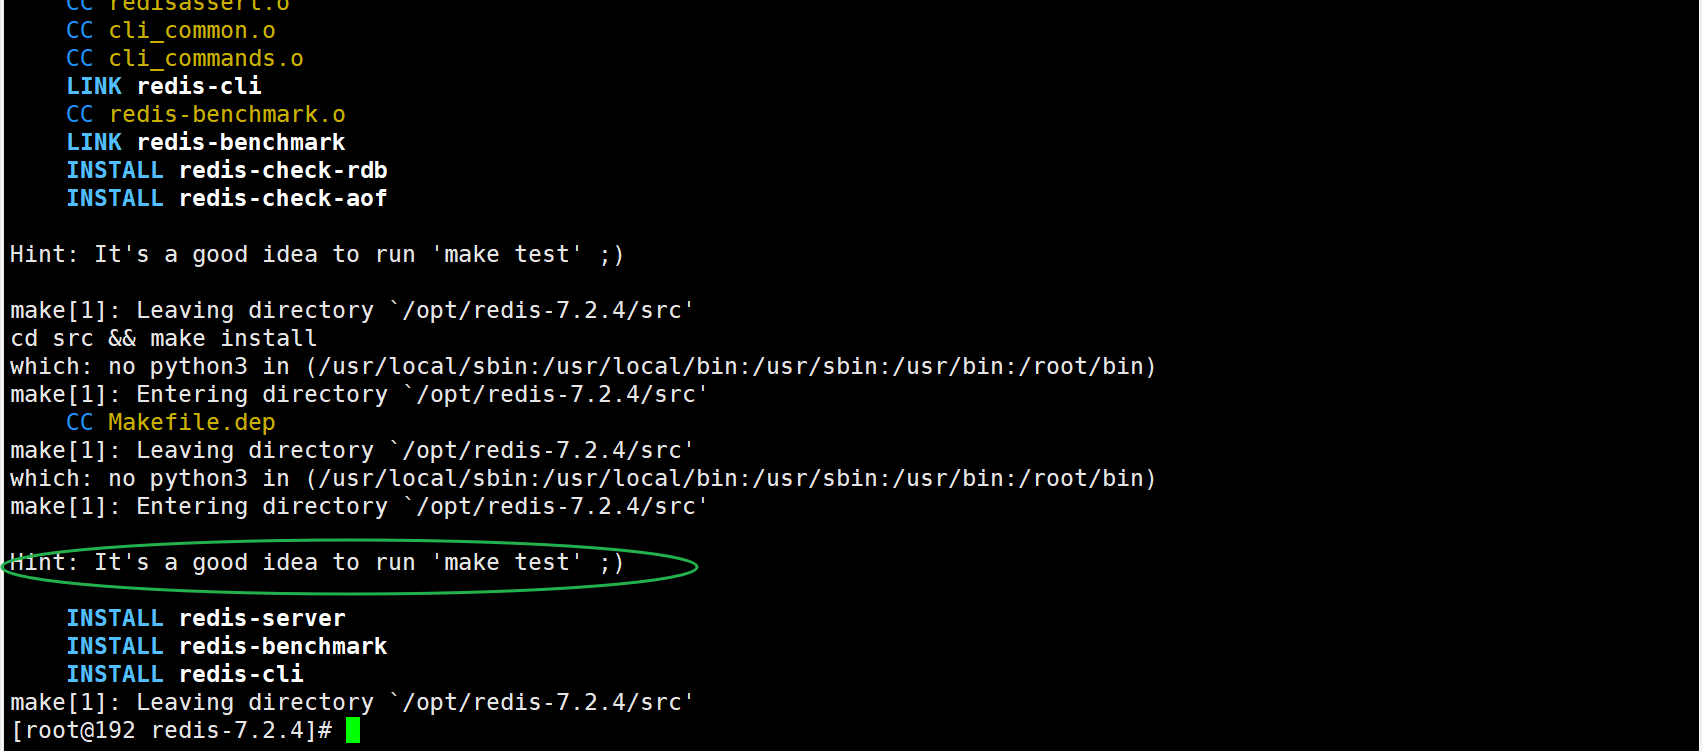 CC redisassert.o
CC cli_common.o
CC cli_commands.o
LINK redis-cli
CC redis-benchmark.o
LINK redis-benchmark
INSTALL redis-check-rdb
INSTALL redis-check-aof
Hint: It's a good idea to run 'make test' ;)
make[1]: Leaving directory `/opt/redis-7.2.4/src'
cd src && make install
which: no python3 in (/usr/local/sbin:/usr/local/bin:/usr/sbin:/usr/bin:/root/bin)
make[1]: Entering directory `/opt/redis-7.2.4/src'
CC Makefile.dep
make[1]: Leaving directory `/opt/redis-7.2.4/src'
which: no python3 in (/usr/local/sbin:/usr/local/bin:/usr/sbin:/usr/bin:/root/bin)
make[1]: Entering directory `/opt/redis-7.2.4/src'
Hint: It's a good idea to run 'make test' ;)
INSTALL redis-server
INSTALL redis-benchmark
INSTALL redis-cli
make[1]: Leaving directory `/opt/redis-7.2.4/src'
[root@192 redis-7.2.4]#